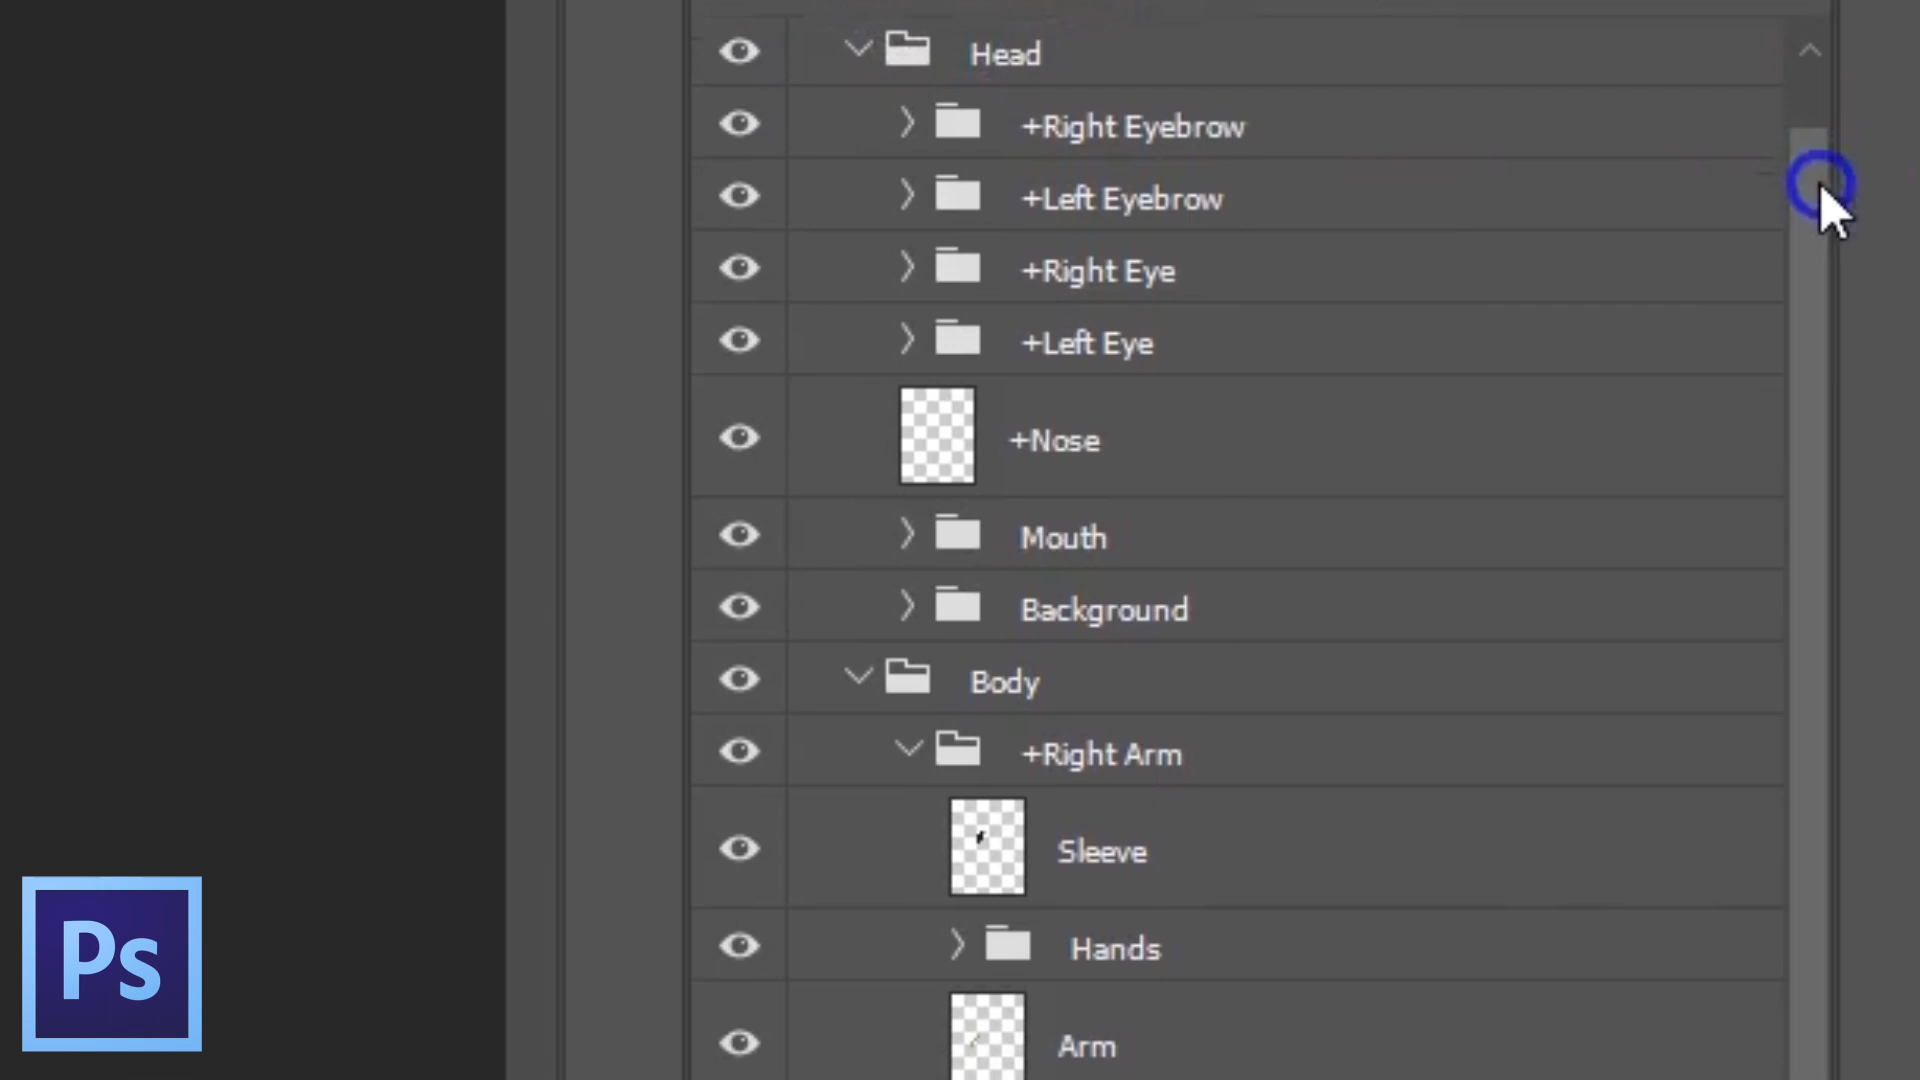 Head
+Right Eyebrow
+Left Eyebrow
+Right Eye
+Left Eye
+Nose
Mouth
Background
Body
+Right Arm
Sleeve
Hands
Arm
Ps